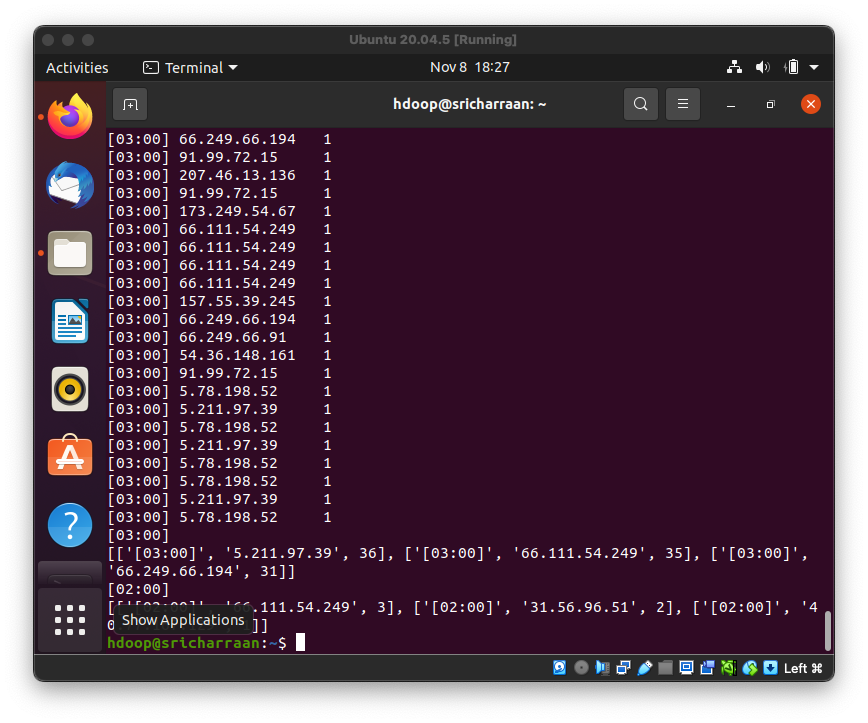 Ubuntu 20.04.5 [Running]
Activities
Terminal
Nov 8 18:27
hdoop@sricharraan: ~
[03:00] 66.249.66.194 1
[03:00] 91.99.72.15 1
[03:00] 207.46.13.136 1
[03:00] 91.99.72.15 1
[03:00] 173.249.54.67 1
[03:00] 66.111.54.249 1
[03:00] 66.111.54.249 1
[03:00] 66.111.54.249 1
[03:00] 66.111.54.249 1
[03:00] 157.55.39.245 1
[03:00] 66.249.66.194 1
[03:00] 66.249.66.91 1
[03:00] 54.36.148.161 1
[03:00] 91.99.72.15 1
[03:00] 5.78.198.52 1
[03:00] 5.211.97.39 1
[03:00] 5.78.198.52 1
[03:00] 5.211.97.39 1
[03:00] 5.78.198.52 1
[03:00] 5.78.198.52 1
[03:00] 5.211.97.39 1
[03:00] 5.78.198.52 1
[03:00]
[['[03:00]', '5.211.97.39', 36], ['[03:00]', '66.111.54.249', 35], ['[03:00]',
'66.249.66.194', 31]]
[02:00]
[['[02:00]', '66.111.54.249', 3], ['[02:00]', '31.56.96.51', 2], ['[02:00]', '4
]]
Show Applications
hdoop@sricharraan:~$
Left ⌘